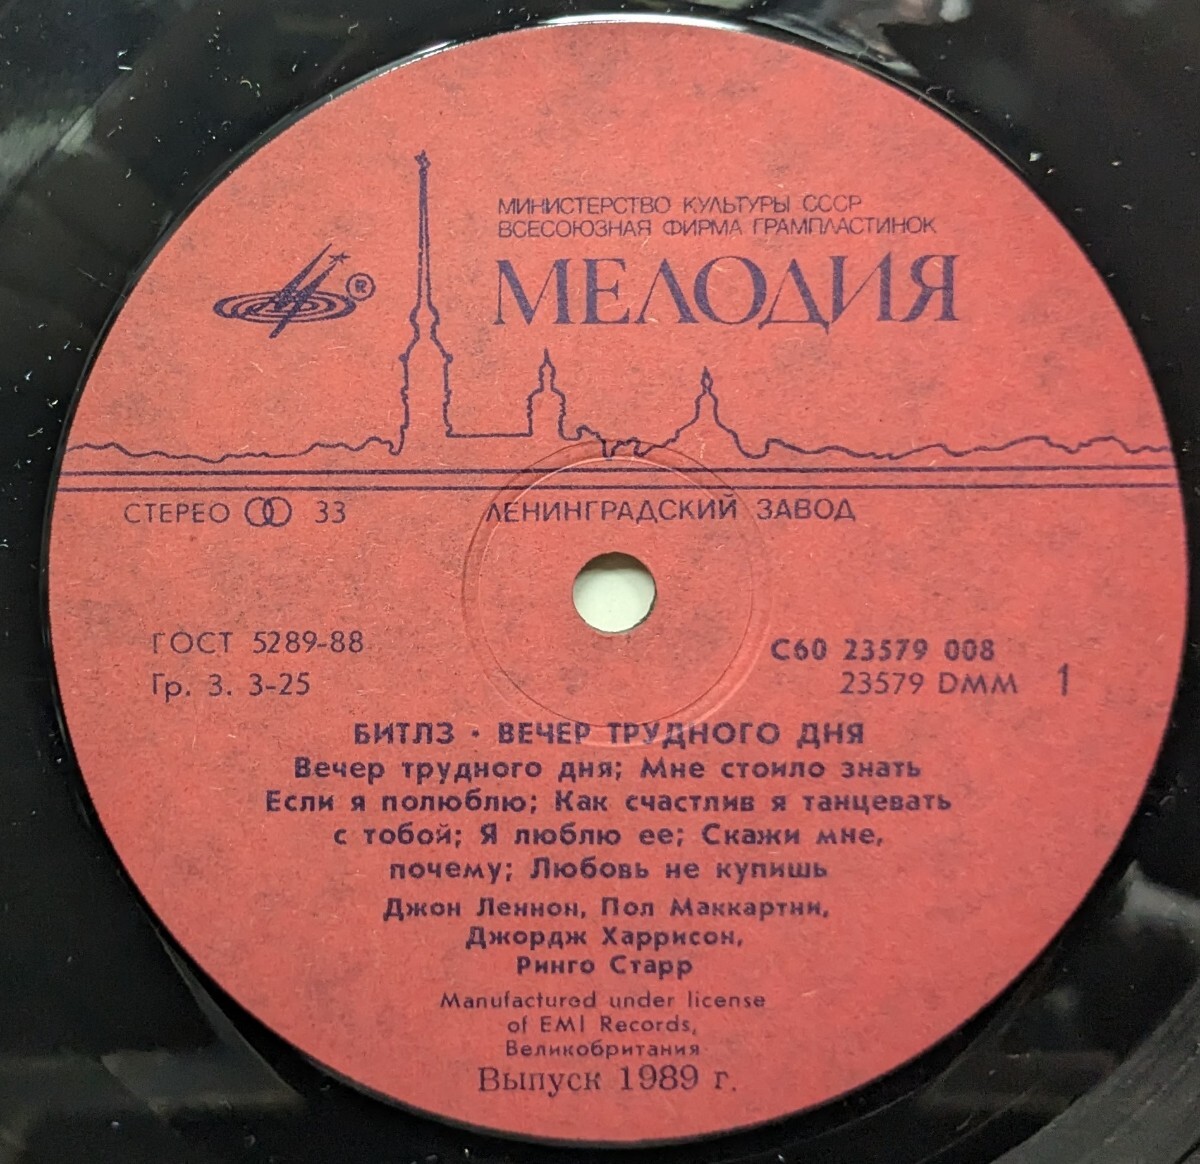 МИНИСТЕРСТВО КУЛЬТУРЫ СССР
ВСЕСОЮЗНАЯ ФИРМА ГРАМПЛАСТИНОК
®
МЕЛОДИЯ
СТЕРЕО 33
ЛЕНИНГРАДСКИЙ ЗАВОД
ГОСТ 5289-88
Гр. 3. 3-25
С60 23579 008
23579 DMM 1
БИТЛЗ · ВЕЧЕР ТРУДНОГО ДНЯ
Вечер трудного дня; Мне стоило знать
Если я полюблю; Как счастлив я танцевать
с тобой; Я люблю ее; Скажи мне,
почему; Любовь не купишь
Джон Леннон, Пол Маккартни,
Джордж Харрисон,
Ринго Старр
Manufactured under license
of EMI Records,
Великобритания
Выпуск 1989 г.